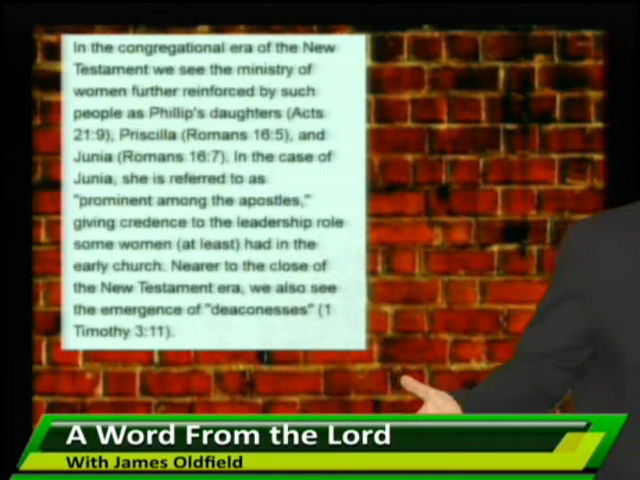 In the congregational era of the New
Testament we see the ministry of
women further reinforced by such
people as Phillip's daughters (Acts
21:9), Priscilla (Romans 16:5), and
Junia (Romans 16:7). In the case of
Junia, she is referred to as
"prominent among the apostles,"
giving credence to the leadership role
some women (at least) had in the
early church. Nearer to the close of
the New Testament era, we also see
the emergence of "deaconesses" (1
Timothy 3:11).
A Word From the Lord
With James Oldfield